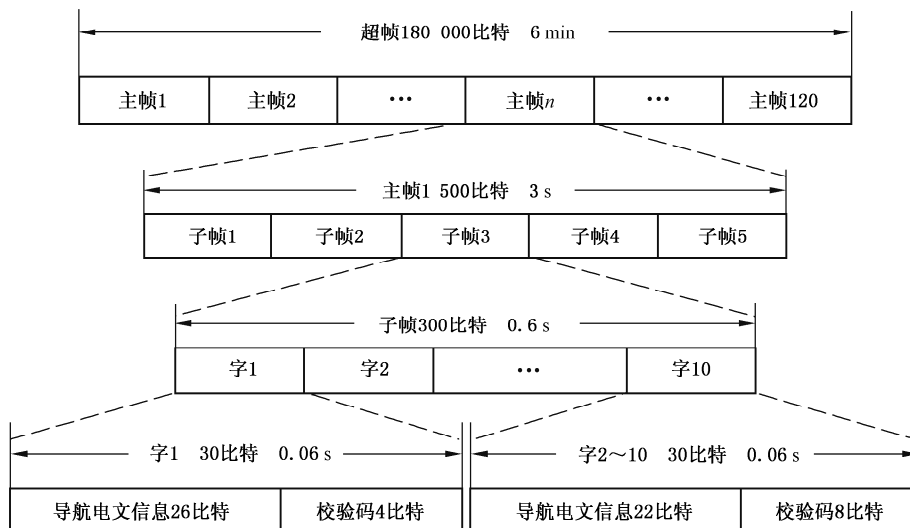 超帧180 000比特 6 min
主帧1 主帧2 ··· 主帧n ··· 主帧120
主帧1 500比特 3 s
子帧1 子帧2 子帧3 子帧4 子帧5
子帧300比特 0.6 s
字1 字2 ··· 字10
字1 30比特 0.06 s
字2～10 30比特 0.06 s
导航电文信息26比特 校验码4比特
导航电文信息22比特 校验码8比特